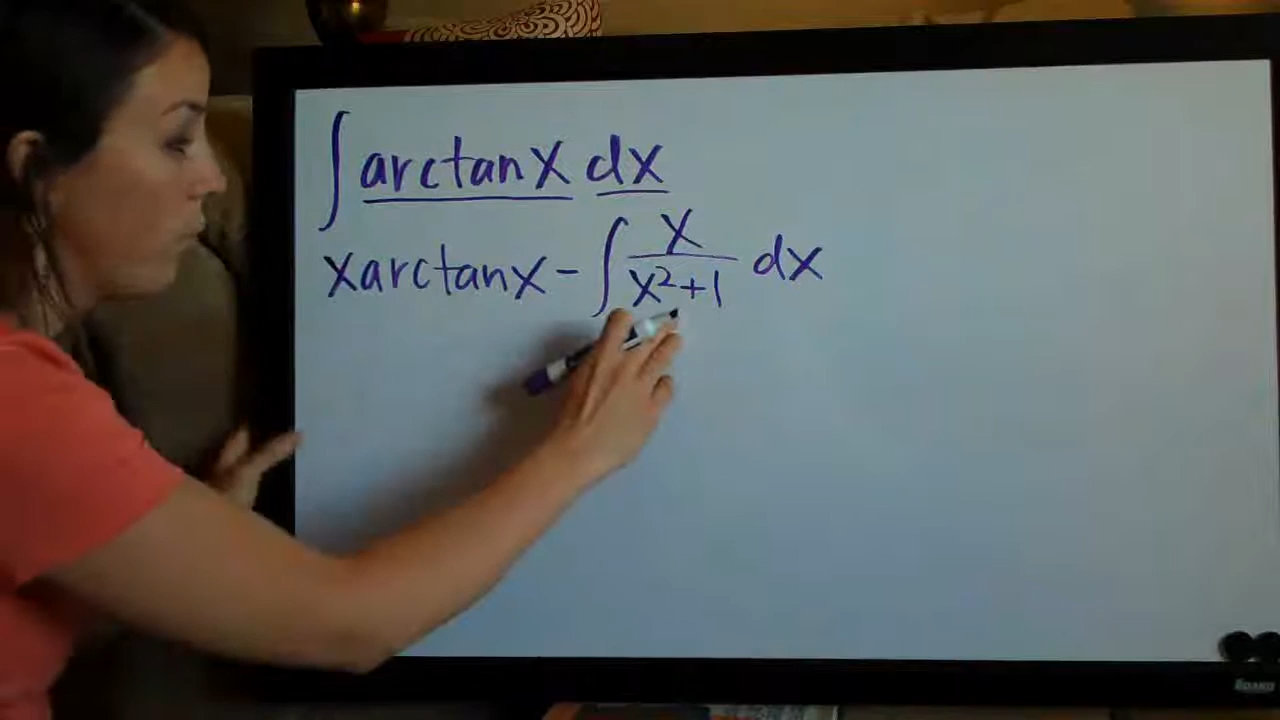 ∫ arctanx dx
xarctanx - ∫ x/(x²+1) dx